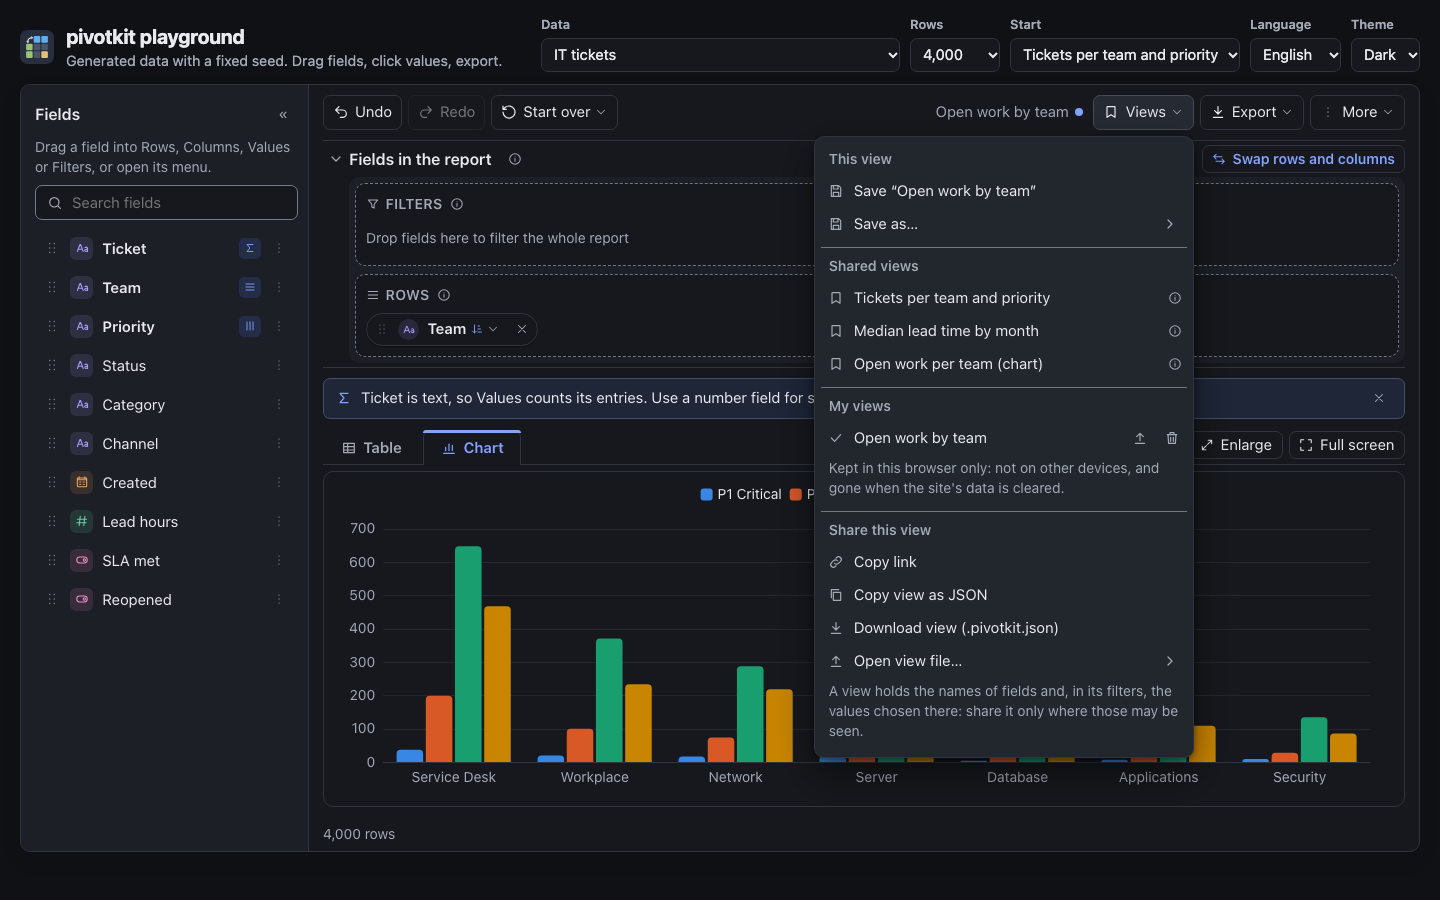 pivotkit playground
Generated data with a fixed seed. Drag fields, click values, export.
Data
IT tickets
Rows
4,000
Start
Tickets per team and priority
Language
English
Theme
Dark
Fields
«
Drag a field into Rows, Columns, Values
or Filters, or open its menu.
Search fields
Aa Ticket Σ
Aa Team
Aa Priority
Aa Status
Aa Category
Aa Channel
Created
# Lead hours
SLA met
Reopened
Undo
Redo
Start over
Open work by team
Views
Export
More
Fields in the report
Swap rows and columns
FILTERS
Drop fields here to filter the whole report
ROWS
Aa Team
Σ Ticket is text, so Values counts its entries. Use a number field for s
Table
Chart
Enlarge
Full screen
P1 Critical
P
700
600
500
400
300
200
100
0
Service Desk
Workplace
Network
Server
Database
Applications
Security
4,000 rows
This view
Save “Open work by team”
Save as...
Shared views
Tickets per team and priority
Median lead time by month
Open work per team (chart)
My views
Open work by team
Kept in this browser only: not on other devices, and
gone when the site's data is cleared.
Share this view
Copy link
Copy view as JSON
Download view (.pivotkit.json)
Open view file...
A view holds the names of fields and, in its filters, the
values chosen there: share it only where those may be
seen.